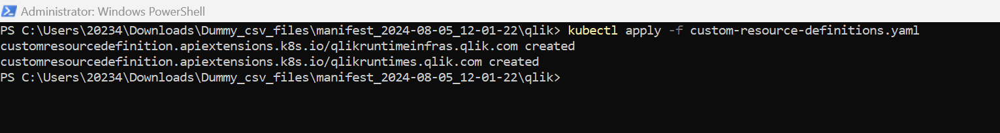 Administrator: Windows PowerShell
PS C:\Users\20234\Downloads\Dummy_csv_files\manifest_2024-08-05_12-01-22\qlik> kubectl apply -f custom-resource-definitions.yaml
customresourcedefinition.apiextensions.k8s.io/qlikruntimeinfras.qlik.com created
customresourcedefinition.apiextensions.k8s.io/qlikruntimes.qlik.com created
PS C:\Users\20234\Downloads\Dummy_csv_files\manifest_2024-08-05_12-01-22\qlik>